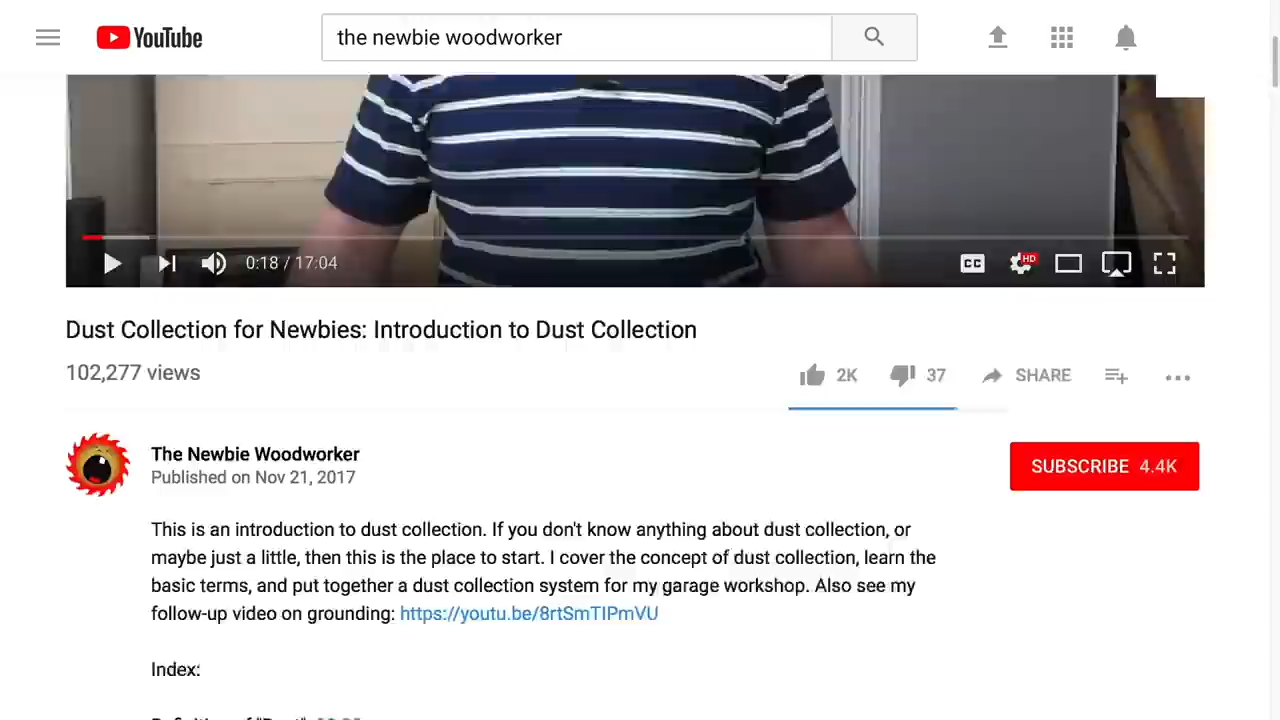 YouTube
the newbie woodworker
0:18 / 17:04
CC
HD
Dust Collection for Newbies: Introduction to Dust Collection
102,277 views
2K
37
SHARE
The Newbie Woodworker
Published on Nov 21, 2017
SUBSCRIBE 4.4K
This is an introduction to dust collection. If you don't know anything about dust collection, or
maybe just a little, then this is the place to start. I cover the concept of dust collection, learn the
basic terms, and put together a dust collection system for my garage workshop. Also see my
follow-up video on grounding: https://youtu.be/8rtSmTIPmVU
Index: